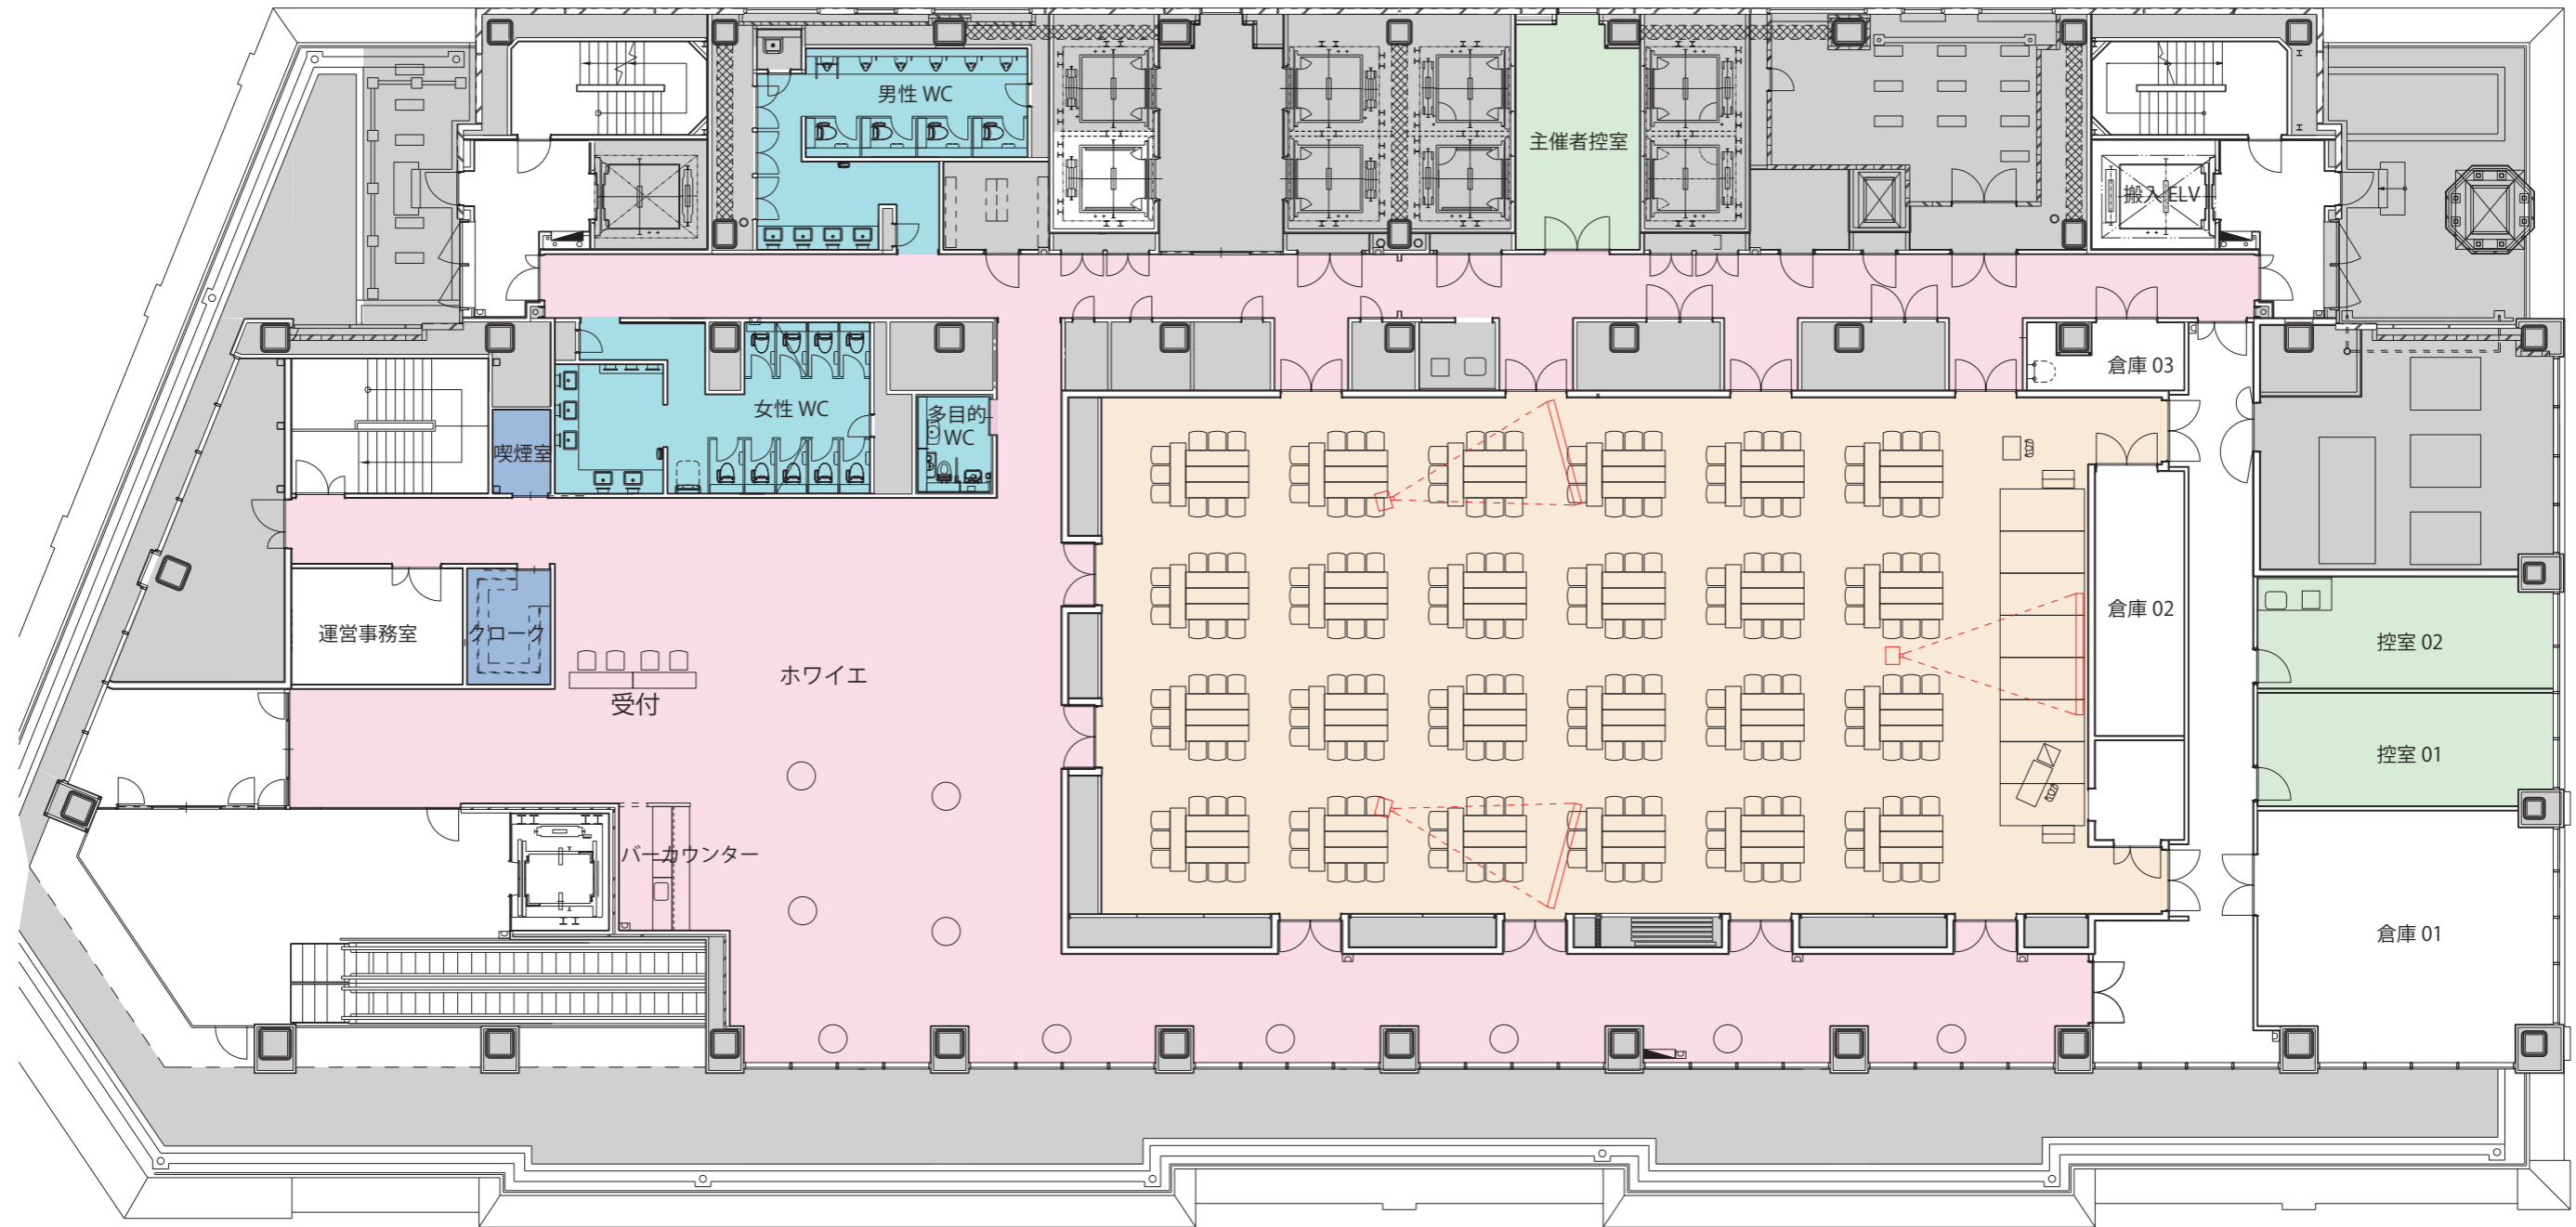 男性 WC
主催者控室
搬入 ELV
倉庫 03
女性 WC
多目的
WC
喫煙室
運営事務室
クローク
受付
ホワイエ
倉庫 02
控室 02
控室 01
バーカウンター
倉庫 01